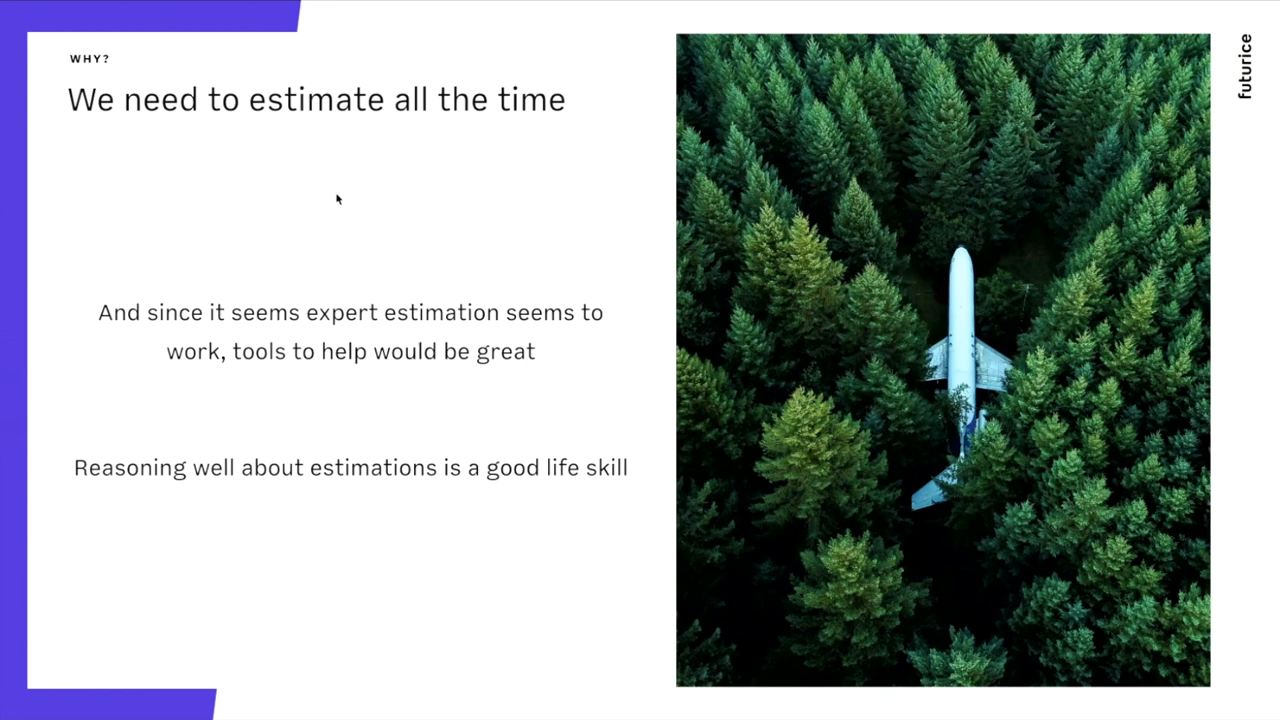 WHY?
We need to estimate all the time
And since it seems expert estimation seems to
work, tools to help would be great
Reasoning well about estimations is a good life skill
futurice